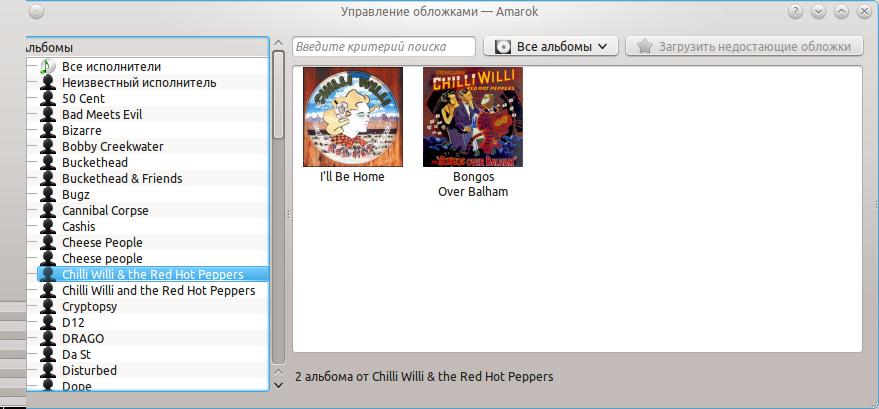 Управление обложками — Amarok
льбомы
Введите критерий поиска
Все альбомы
Загрузить недостающие обложки
Все исполнители
Неизвестный исполнитель
50 Cent
Bad Meets Evil
Bizarre
Bobby Creekwater
Buckethead
Buckethead & Friends
Bugz
Cannibal Corpse
Cashis
Cheese People
Cheese people
Chilli Willi & the Red Hot Peppers
Chilli Willi and the Red Hot Peppers
Cryptopsy
D12
DRAGO
Da St
Disturbed
Dope
CHILLI WILLI
I'll Be Home
CHILLI WILLI
RED HOT PEPPERS
BONGOS OVER BALHAM
Bongos
Over Balham
2 альбома от Chilli Willi & the Red Hot Peppers